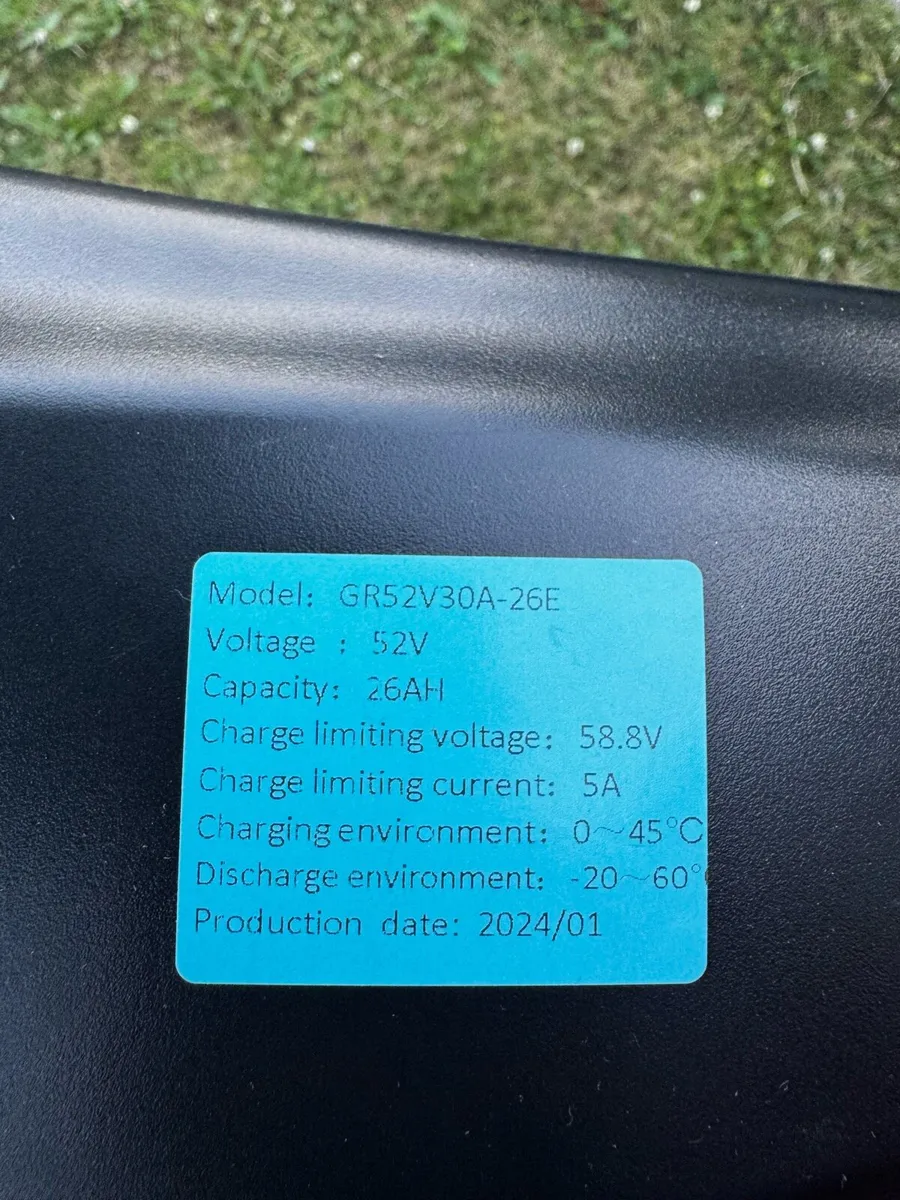 Model: GR52V30A-26E
Voltage : 52V
Capacity: 26AH
Charge limiting voltage: 58.8V
Charge limiting current: 5A
Charging environment: 0~45°C
Discharge environment: -20~60°
Production date: 2024/01